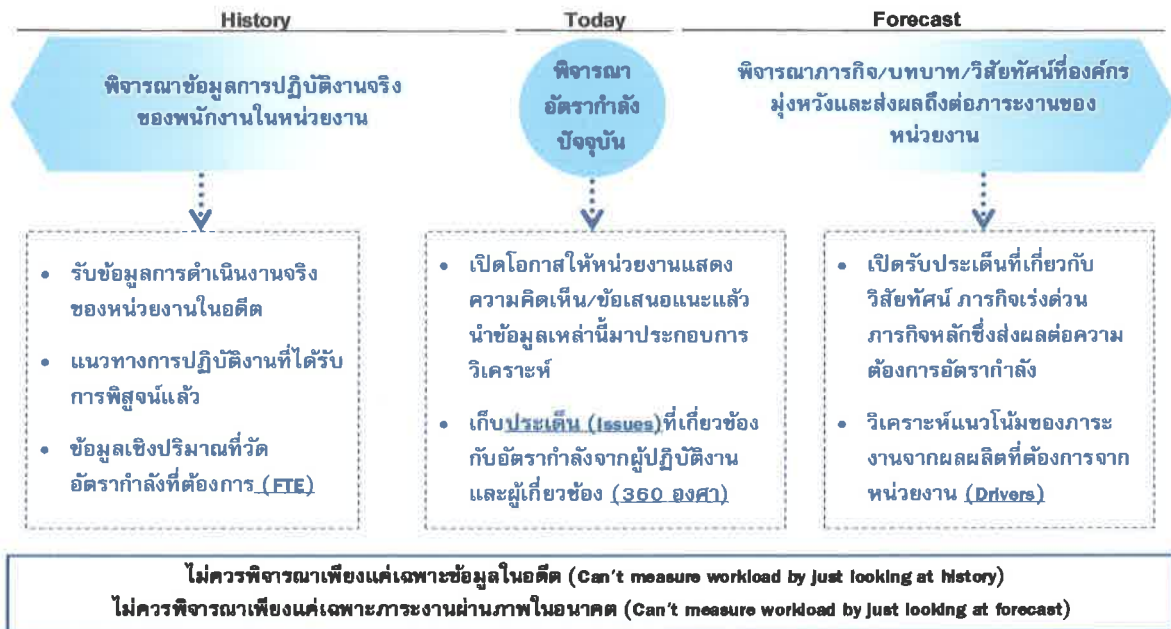 History
Today
Forecast
พิจารณาข้อมูลการปฏิบัติงานจริง
ของพนักงานในหน่วยงาน
พิจารณา
อัตรากำลัง
ปัจจุบัน
พิจารณาภารกิจ/บทบาท/วิสัยทัศน์ที่องค์กร
มุ่งหวังและส่งผลถึงต่อภาระงานของ
หน่วยงาน
• รับข้อมูลการดำเนินงานจริง
ของหน่วยงานในอดีต
• แนวทางการปฏิบัติงานที่ได้รับ
การพิสูจน์แล้ว
• ข้อมูลเชิงปริมาณที่วัด
อัตรากำลังที่ต้องการ (FTE)
• เปิดโอกาสให้หน่วยงานแสดง
ความคิดเห็น/ข้อเสนอแนะแล้ว
นำข้อมูลเหล่านี้มาประกอบการ
วิเคราะห์
• เก็บประเด็น (Issues)ที่เกี่ยวข้อง
กับอัตรากำลังจากผู้ปฏิบัติงาน
และผู้เกี่ยวข้อง (360 องศา)
• เปิดรับประเด็นที่เกี่ยวกับ
วิสัยทัศน์ ภารกิจเร่งด่วน
ภารกิจหลักซึ่งส่งผลต่อความ
ต้องการอัตรากำลัง
• วิเคราะห์แนวโน้มของภาระ
งานจากผลผลิตที่ต้องการจาก
หน่วยงาน (Drivers)
ไม่ควรพิจารณาเพียงแค่เฉพาะข้อมูลในอดีต (Can't measure workload by just looking at history)
ไม่ควรพิจารณาเพียงแค่เฉพาะภาระงานผ่านภาพในอนาคต (Can't measure workload by just looking at forecast)